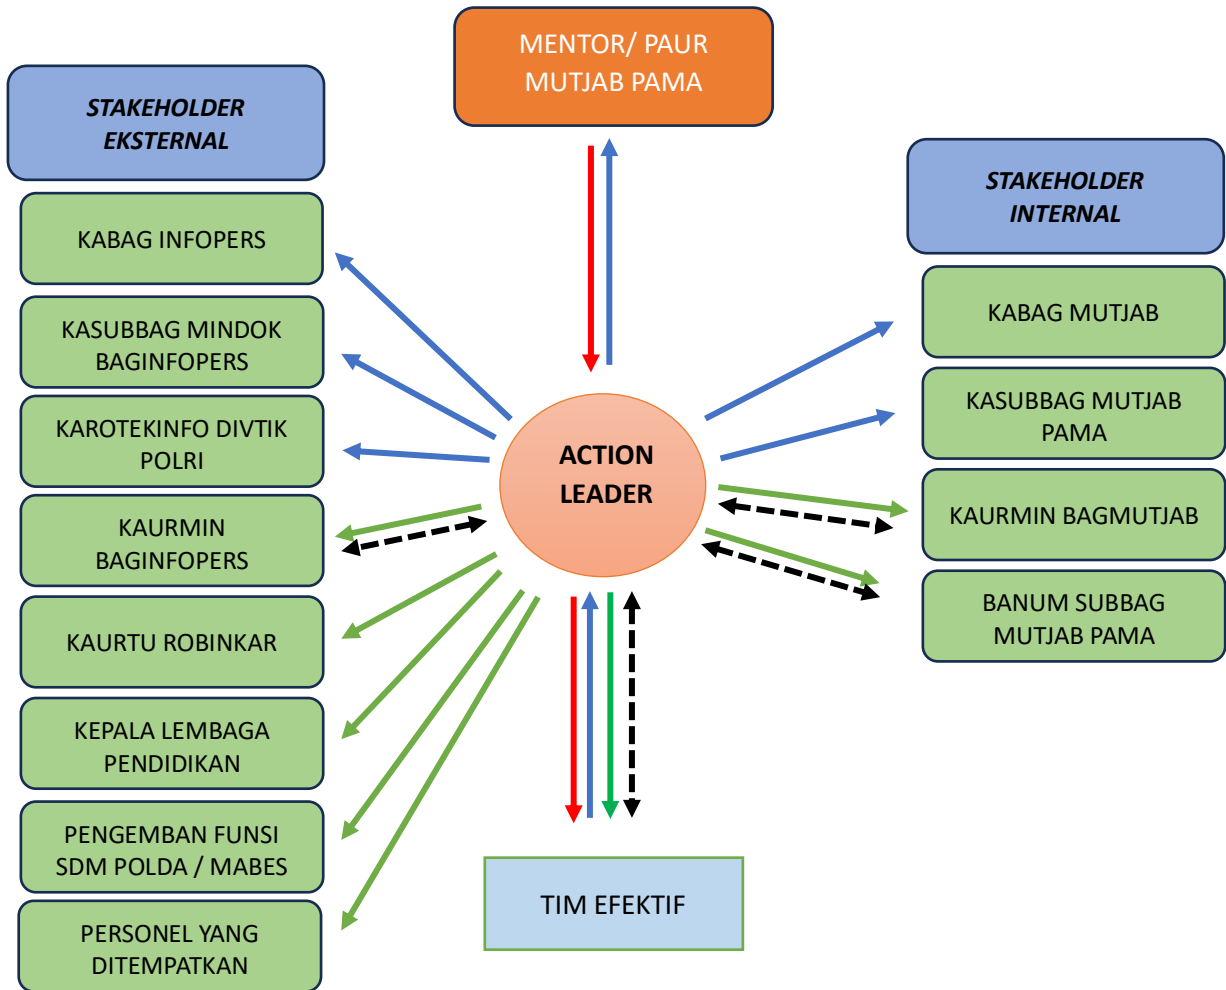 MENTOR/ PAUR
MUTJAB PAMA
STAKEHOLDER
EKSTERNAL
KABAG INFOPERS
KASUBBAG MINDOK
BAGINFOPERS
KAROTEKINFO DIVTIK
POLRI
KAURMIN
BAGINFOPERS
KAURTU ROBINKAR
KEPALA LEMBAGA
PENDIDIKAN
PENGEMBAN FUNSI
SDM POLDA / MABES
PERSONEL YANG
DITEMPATKAN
ACTION
LEADER
TIM EFEKTIF
STAKEHOLDER
INTERNAL
KABAG MUTJAB
KASUBBAG MUTJAB
PAMA
KAURMIN BAGMUTJAB
BANUM SUBBAG
MUTJAB PAMA